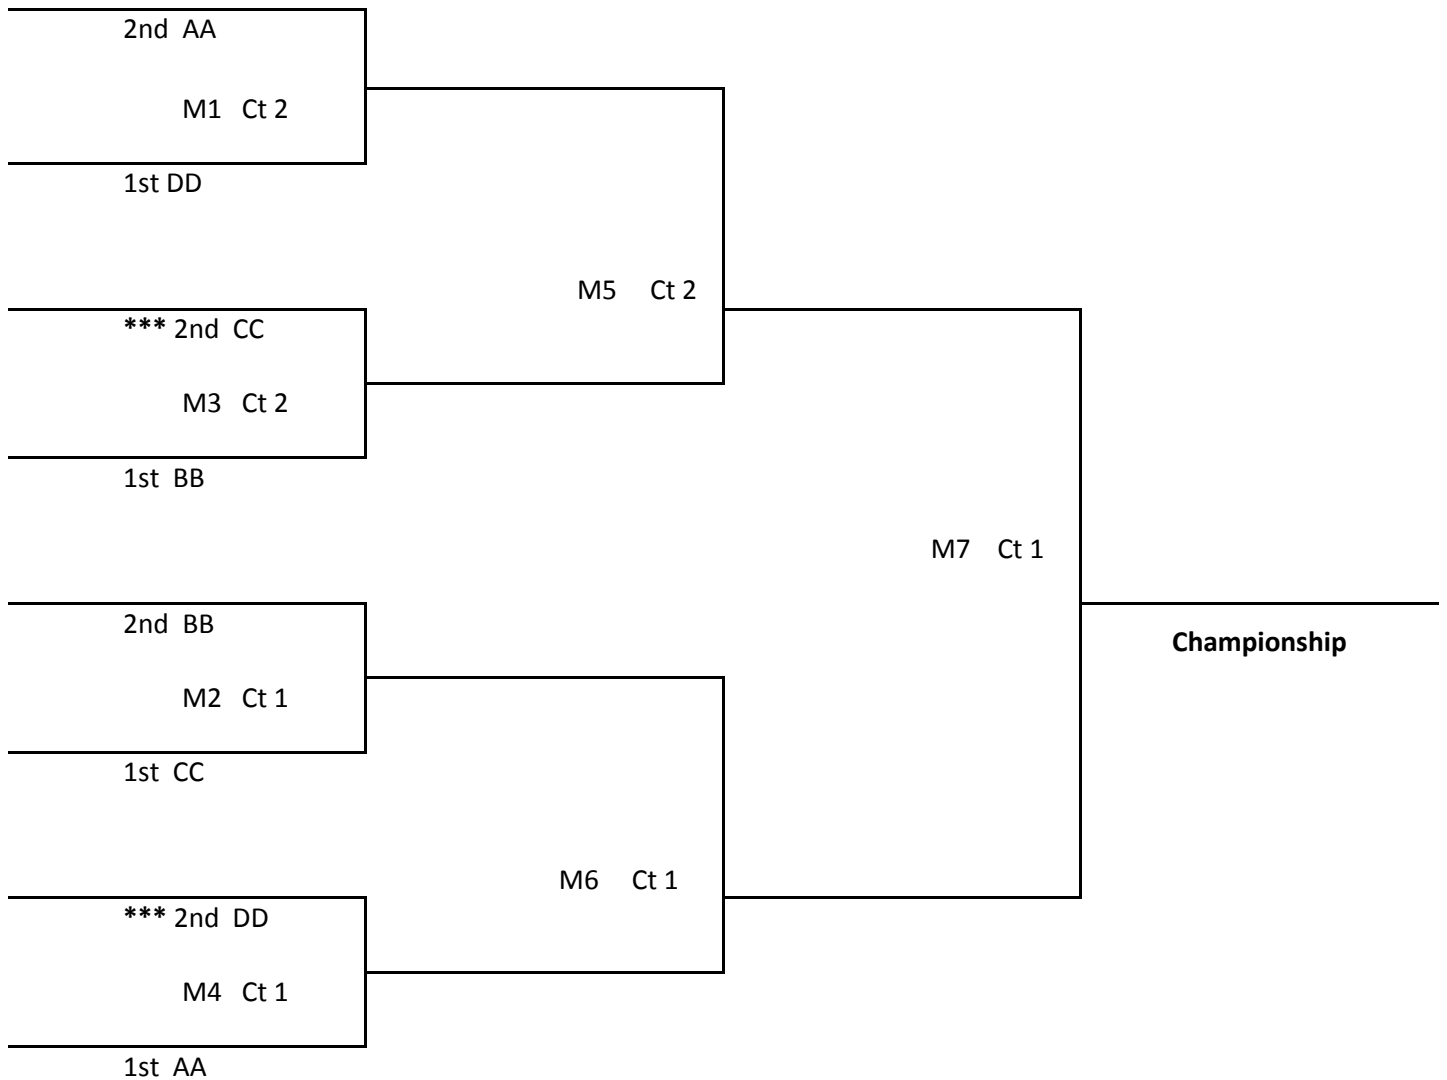 2nd  AA
M1   Ct 2
1st DD
M5     Ct 2
*** 2nd  CC
M3   Ct 2
1st  BB
M7    Ct 1
2nd  BB
Championship
M2   Ct 1
1st  CC
M6     Ct 1
*** 2nd  DD
M4   Ct 1
1st  AA